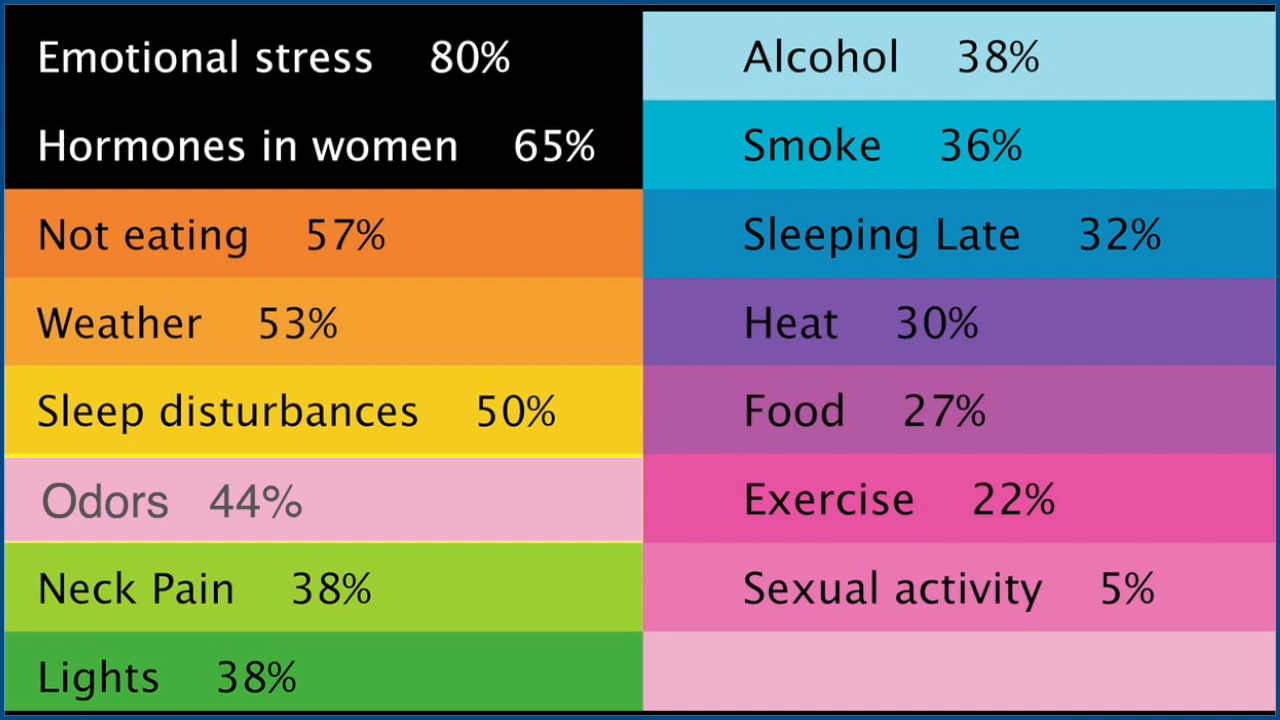 Emotional stress 80%
Hormones in women 65%
Not eating 57%
Weather 53%
Sleep disturbances 50%
Odors 44%
Neck Pain 38%
Lights 38%
Alcohol 38%
Smoke 36%
Sleeping Late 32%
Heat 30%
Food 27%
Exercise 22%
Sexual activity 5%